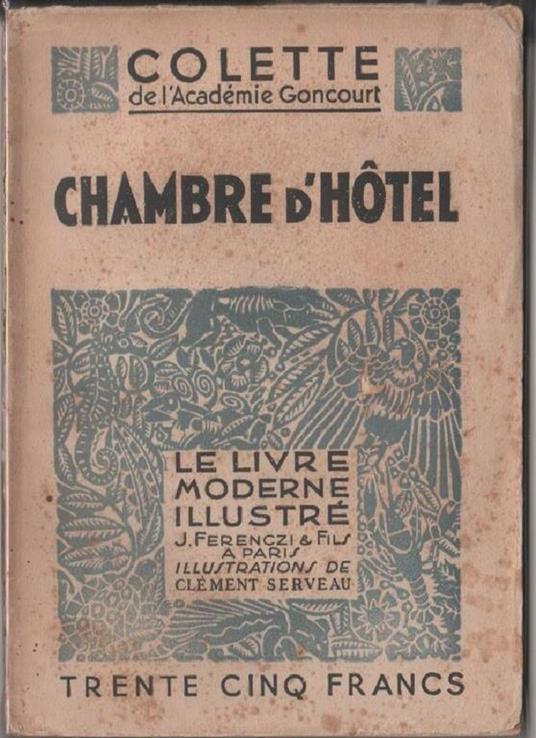 COLETTE
de l'Académie Goncourt
CHAMBRE D'HÔTEL
LE LIVRE
MODERNE
ILLUSTRÉ
J. FERENCZI & FILS
A PARIS
ILLUSTRATIONS DE
CLÉMENT SERVEAU
TRENTE CINQ FRANCS